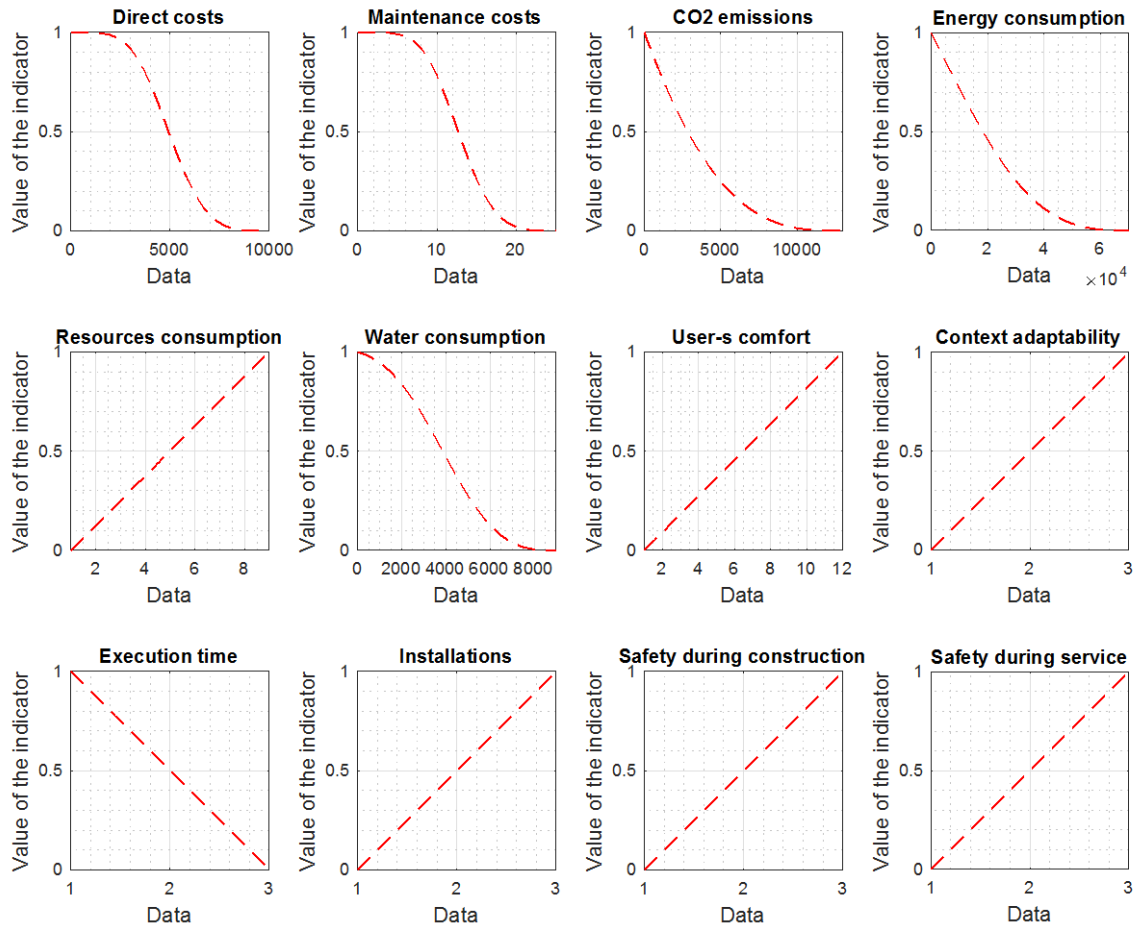 Direct costs
Maintenance costs
CO2 emissions
Energy consumption
Value of the indicator
1
0.5
0
0 5000 10000
Data
Value of the indicator
1
0.5
0
0 10 20
Data
Value of the indicator
1
0.5
0
0 5000 10000
Data
Value of the indicator
1
0.5
0
0 2 4 6
Data
×10⁴
Resources consumption
Water consumption
User-s comfort
Context adaptability
Value of the indicator
1
0.5
0
2 4 6 8
Data
Value of the indicator
1
0.5
0
0 2000 4000 6000 8000
Data
Value of the indicator
1
0.5
0
2 4 6 8 10 12
Data
Value of the indicator
1
0.5
0
1 2 3
Data
Execution time
Installations
Safety during construction
Safety during service
Value of the indicator
1
0.5
0
1 2 3
Data
Value of the indicator
1
0.5
0
1 2 3
Data
Value of the indicator
1
0.5
0
1 2 3
Data
Value of the indicator
1
0.5
0
1 2 3
Data